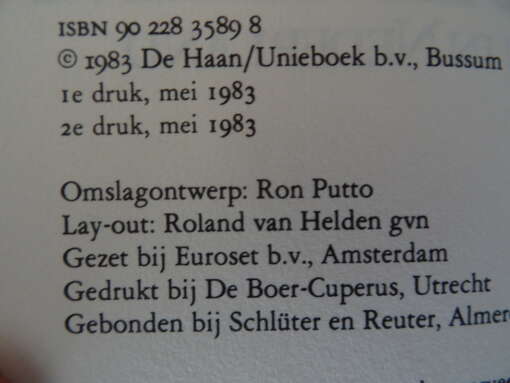 ISBN 90 228 3589 8
© 1983 De Haan/Unieboek b.v., Bussum
1e druk, mei 1983
2e druk, mei 1983
Omslagontwerp: Ron Putto
Lay-out: Roland van Helden gvn
Gezet bij Euroset b.v., Amsterdam
Gedrukt bij De Boer-Cuperus, Utrecht
Gebonden bij Schlüter en Reuter,